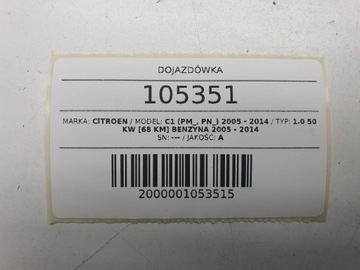 DOJAZDÓWKA
105351
MARKA: CITROEN / MODEL: C1 (PM_, PN_) 2005 - 2014 / TYP: 1.0 50
KW [68 KM] BENZYNA 2005 - 2014
SN: --- / JAKOŚĆ: A
2000001053515